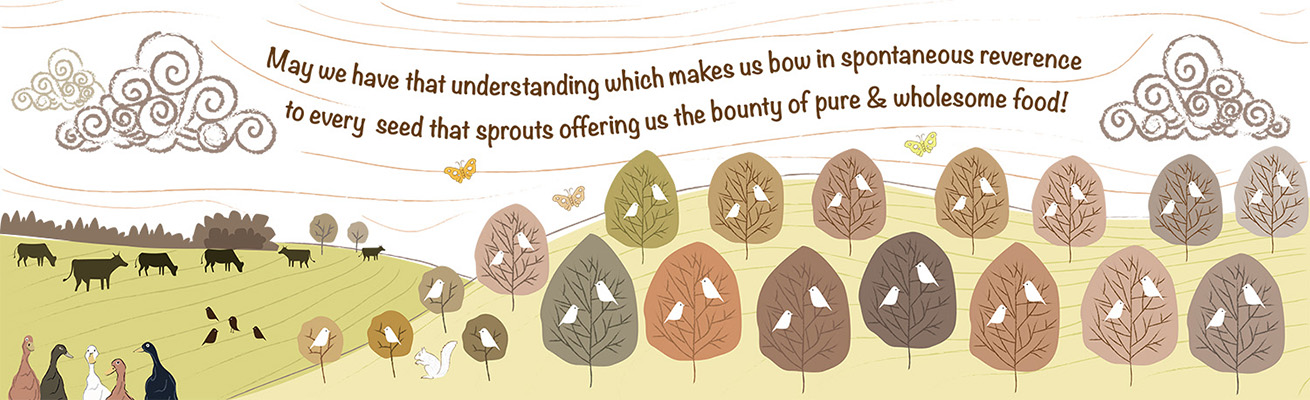 May we have that understanding which makes us bow in spontaneous reverence
to every seed that sprouts offering us the bounty of pure & wholesome food!